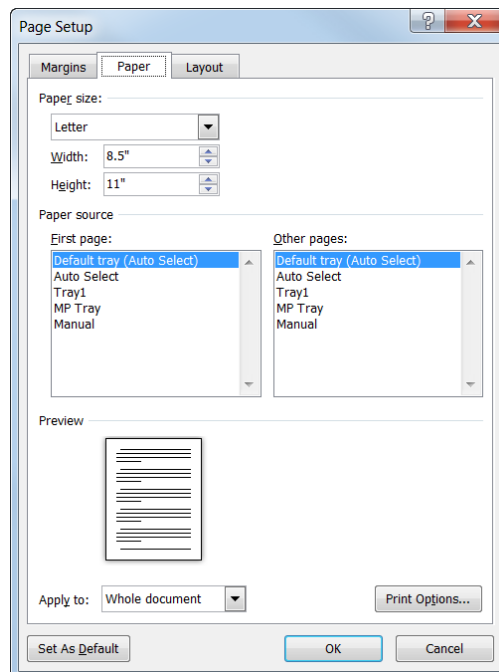 Page Setup
Margins Paper Layout
Paper size:
Letter
Width: 8.5"
Height: 11"
Paper source
First page: Other pages:
Default tray (Auto Select) Default tray (Auto Select)
Auto Select Auto Select
Tray1 Tray1
MP Tray MP Tray
Manual Manual
Preview
Apply to: Whole document Print Options...
Set As Default OK Cancel